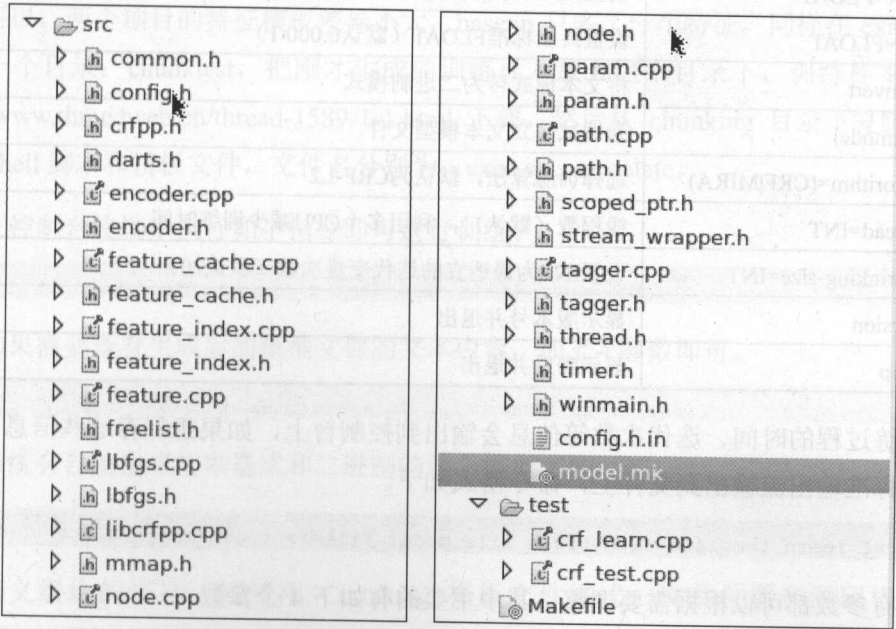 src
common.h
config.h
crfpp.h
darts.h
encoder.cpp
encoder.h
feature_cache.cpp
feature_cache.h
feature_index.cpp
feature_index.h
feature.cpp
freelist.h
lbfgs.cpp
lbfgs.h
libcrfpp.cpp
mmap.h
node.cpp
node.h
param.cpp
param.h
path.cpp
path.h
scoped_ptr.h
stream_wrapper.h
tagger.cpp
tagger.h
thread.h
timer.h
winmain.h
config.h.in
model.mk
test
crf_learn.cpp
crf_test.cpp
Makefile